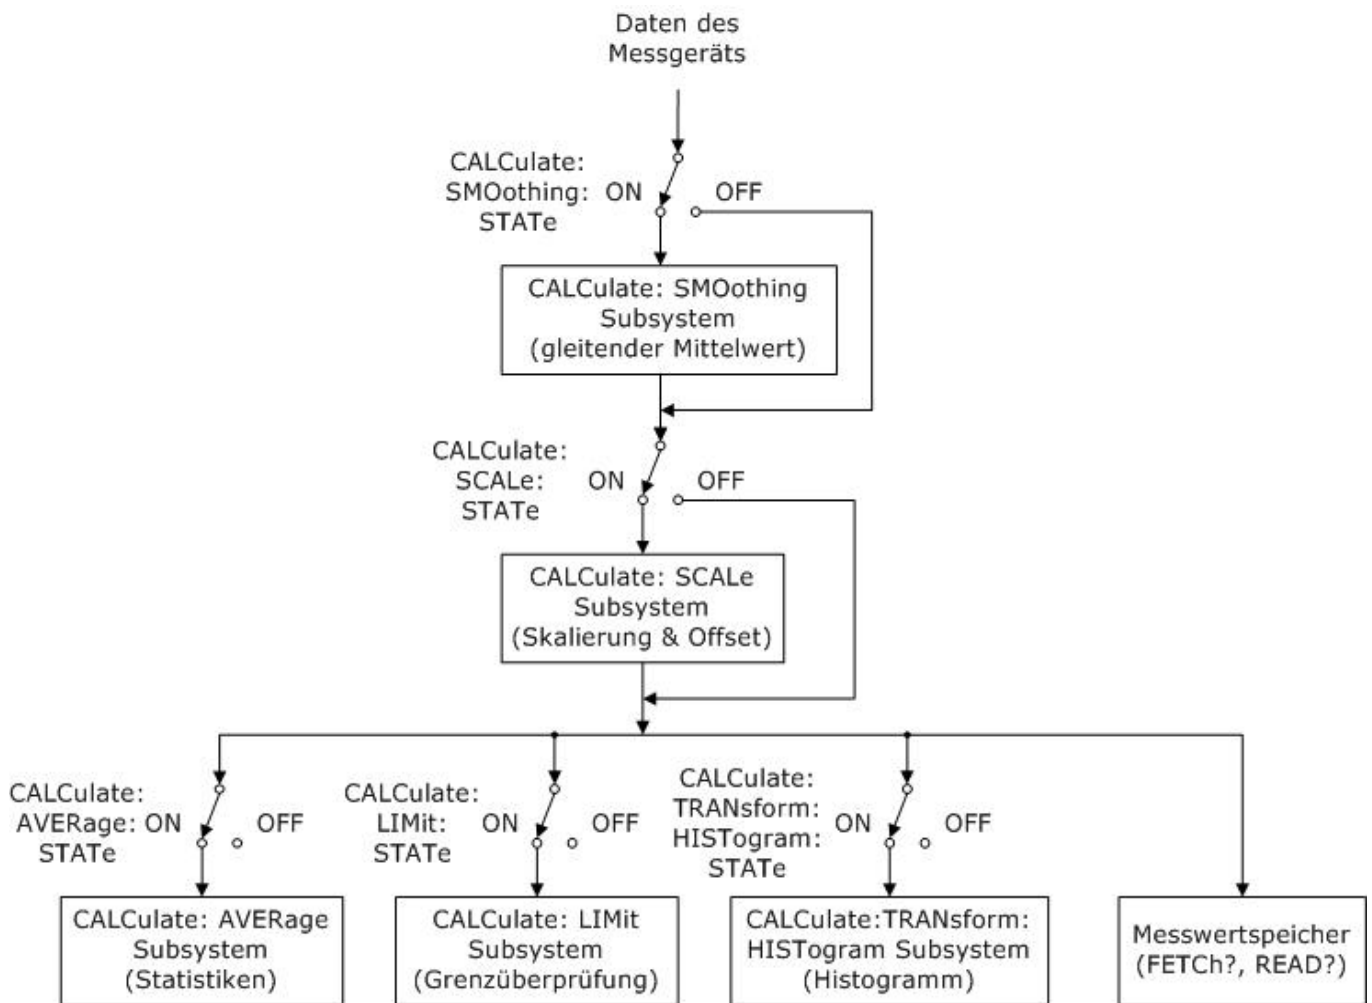 Daten des
Messgeräts
CALCulate:
SMOothing: ON OFF
STATe
CALCulate: SMOothing
Subsystem
(gleitender Mittelwert)
CALCulate:
SCALe: ON OFF
STATe
CALCulate: SCALe
Subsystem
(Skalierung & Offset)
CALCulate:
AVERage: ON OFF
STATe
CALCulate:
LIMit: ON OFF
STATe
CALCulate:
TRANsform:
HISTogram: ON OFF
STATe
CALCulate: AVERage
Subsystem
(Statistiken)
CALCulate: LIMit
Subsystem
(Grenzüberprüfung)
CALCulate:TRANsform:
HISTogram Subsystem
(Histogramm)
Messwertspeicher
(FETCh?, READ?)